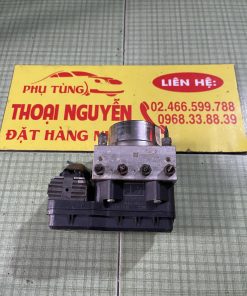 PHỤ TÙNG
LIÊN HỆ:
THOẠI NGUYỄN
02.466.599.788
0968.33.88.39
ĐẶT HÀNG